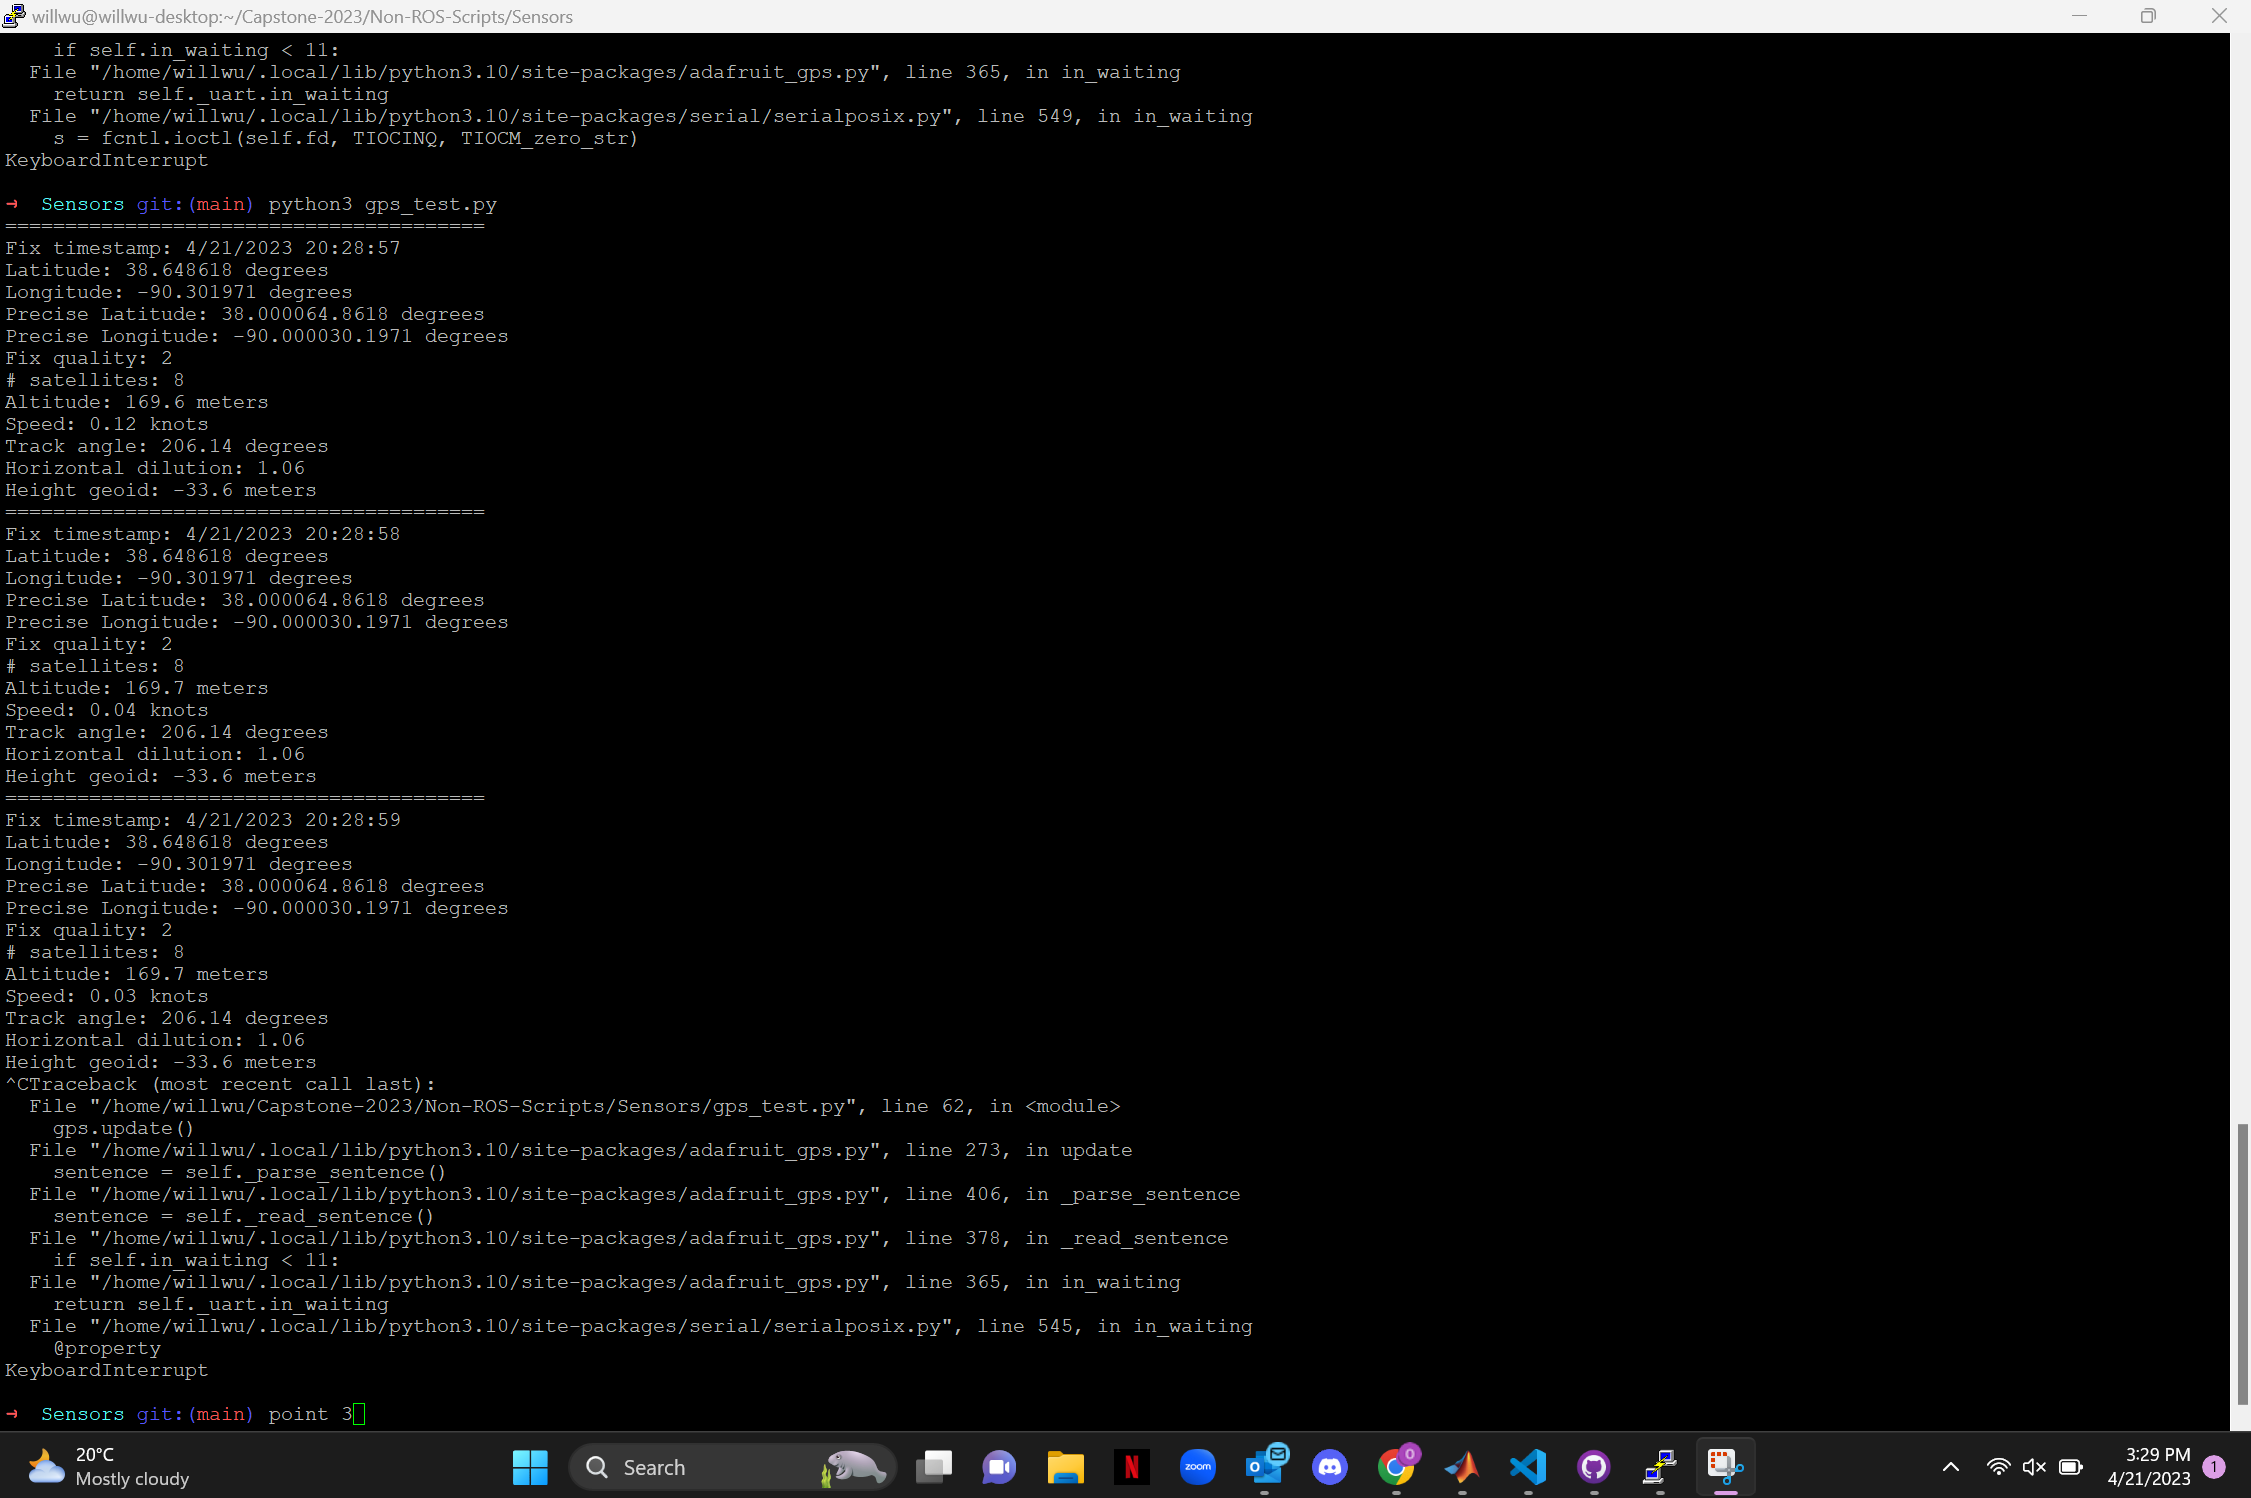 willwu@willwu-desktop:~/Capstone-2023/Non-ROS-Scripts/Sensors
    if self.in_waiting < 11:
  File "/home/willwu/.local/lib/python3.10/site-packages/adafruit_gps.py", line 365, in in_waiting
    return self._uart.in_waiting
  File "/home/willwu/.local/lib/python3.10/site-packages/serial/serialposix.py", line 549, in in_waiting
    s = fcntl.ioctl(self.fd, TIOCINQ, TIOCM_zero_str)
KeyboardInterrupt
→  Sensors git:(main) python3 gps_test.py
========================================
Fix timestamp: 4/21/2023 20:28:57
Latitude: 38.648618 degrees
Longitude: -90.301971 degrees
Precise Latitude: 38.000064.8618 degrees
Precise Longitude: -90.000030.1971 degrees
Fix quality: 2
# satellites: 8
Altitude: 169.6 meters
Speed: 0.12 knots
Track angle: 206.14 degrees
Horizontal dilution: 1.06
Height geoid: -33.6 meters
========================================
Fix timestamp: 4/21/2023 20:28:58
Latitude: 38.648618 degrees
Longitude: -90.301971 degrees
Precise Latitude: 38.000064.8618 degrees
Precise Longitude: -90.000030.1971 degrees
Fix quality: 2
# satellites: 8
Altitude: 169.7 meters
Speed: 0.04 knots
Track angle: 206.14 degrees
Horizontal dilution: 1.06
Height geoid: -33.6 meters
========================================
Fix timestamp: 4/21/2023 20:28:59
Latitude: 38.648618 degrees
Longitude: -90.301971 degrees
Precise Latitude: 38.000064.8618 degrees
Precise Longitude: -90.000030.1971 degrees
Fix quality: 2
# satellites: 8
Altitude: 169.7 meters
Speed: 0.03 knots
Track angle: 206.14 degrees
Horizontal dilution: 1.06
Height geoid: -33.6 meters
^CTraceback (most recent call last):
  File "/home/willwu/Capstone-2023/Non-ROS-Scripts/Sensors/gps_test.py", line 62, in <module>
    gps.update()
  File "/home/willwu/.local/lib/python3.10/site-packages/adafruit_gps.py", line 273, in update
    sentence = self._parse_sentence()
  File "/home/willwu/.local/lib/python3.10/site-packages/adafruit_gps.py", line 406, in _parse_sentence
    sentence = self._read_sentence()
  File "/home/willwu/.local/lib/python3.10/site-packages/adafruit_gps.py", line 378, in _read_sentence
    if self.in_waiting < 11:
  File "/home/willwu/.local/lib/python3.10/site-packages/adafruit_gps.py", line 365, in in_waiting
    return self._uart.in_waiting
  File "/home/willwu/.local/lib/python3.10/site-packages/serial/serialposix.py", line 545, in in_waiting
    @property
KeyboardInterrupt
→  Sensors git:(main) point 3
20°C
Mostly cloudy
Search
N
zoom
0
3:29 PM
4/21/2023
1